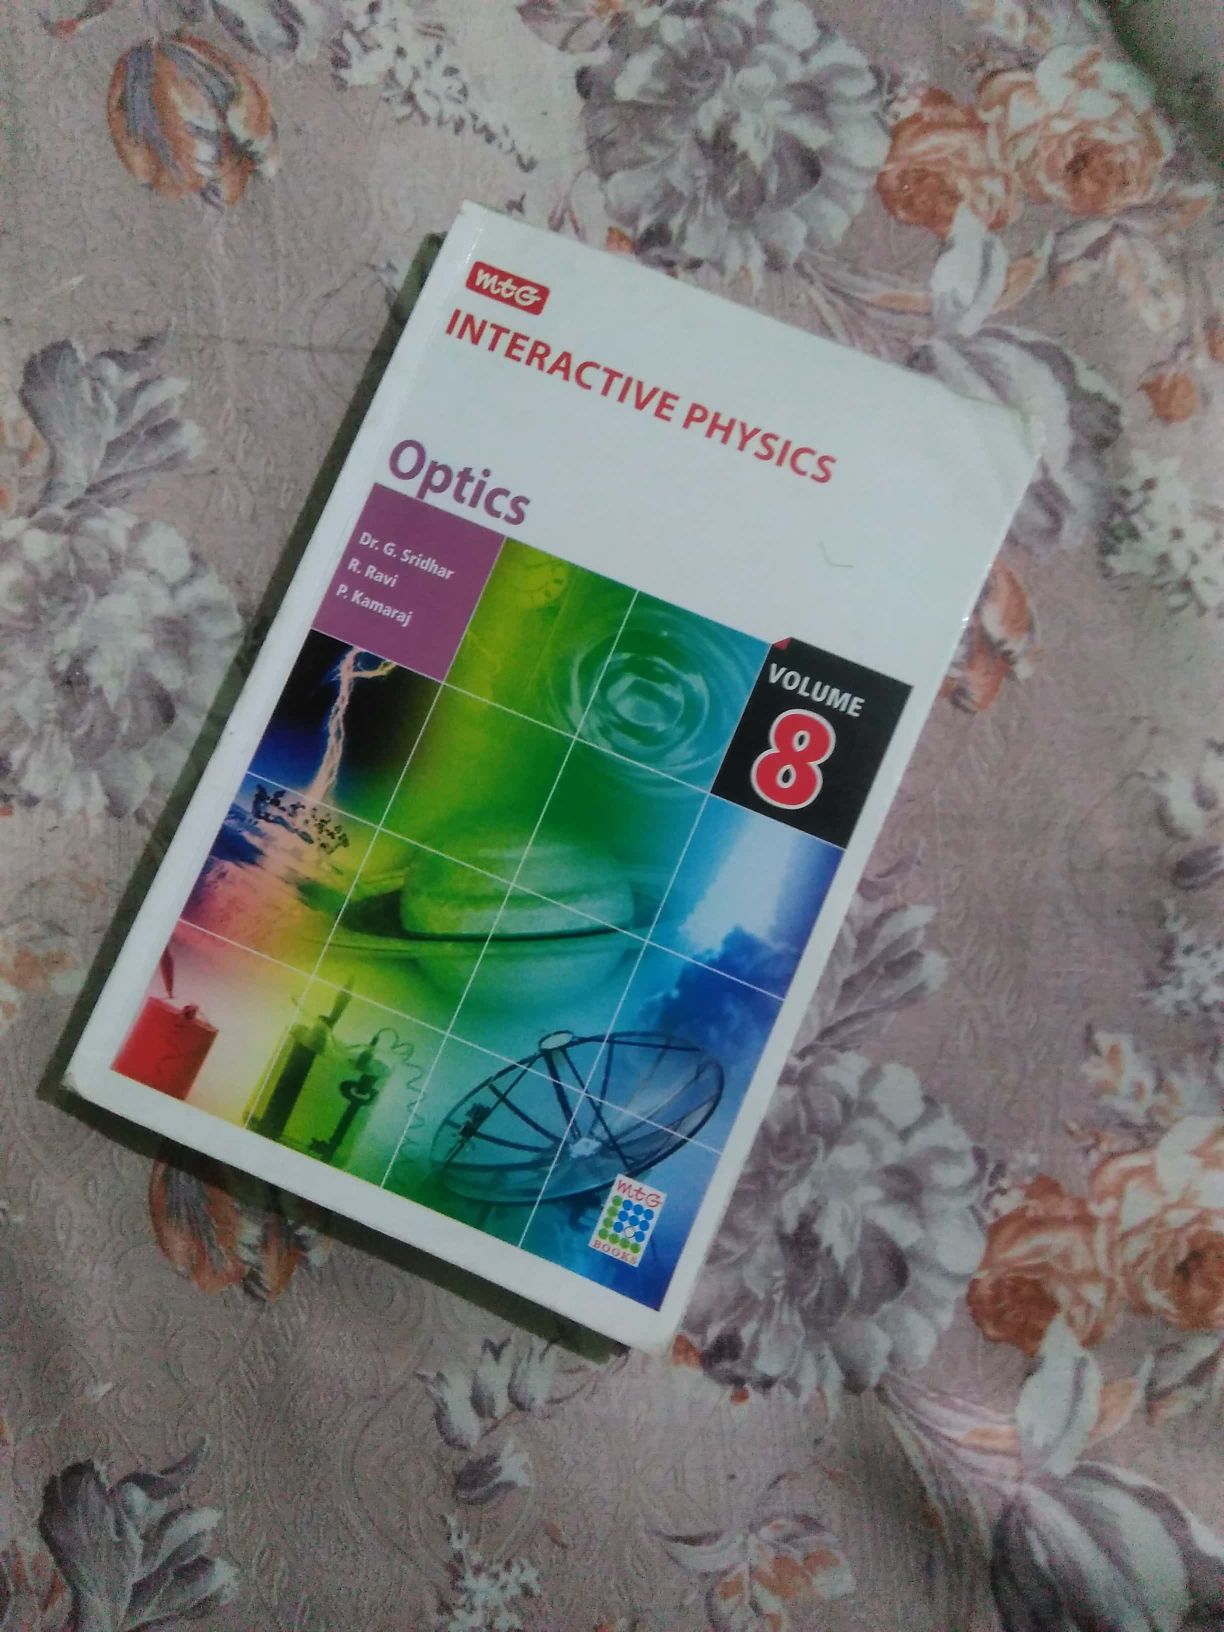 mtG
INTERACTIVE PHYSICS
Optics
Dr. G. Sridhar
R. Ravi
P. Kamaraj
VOLUME
8
mtG
BOOKS